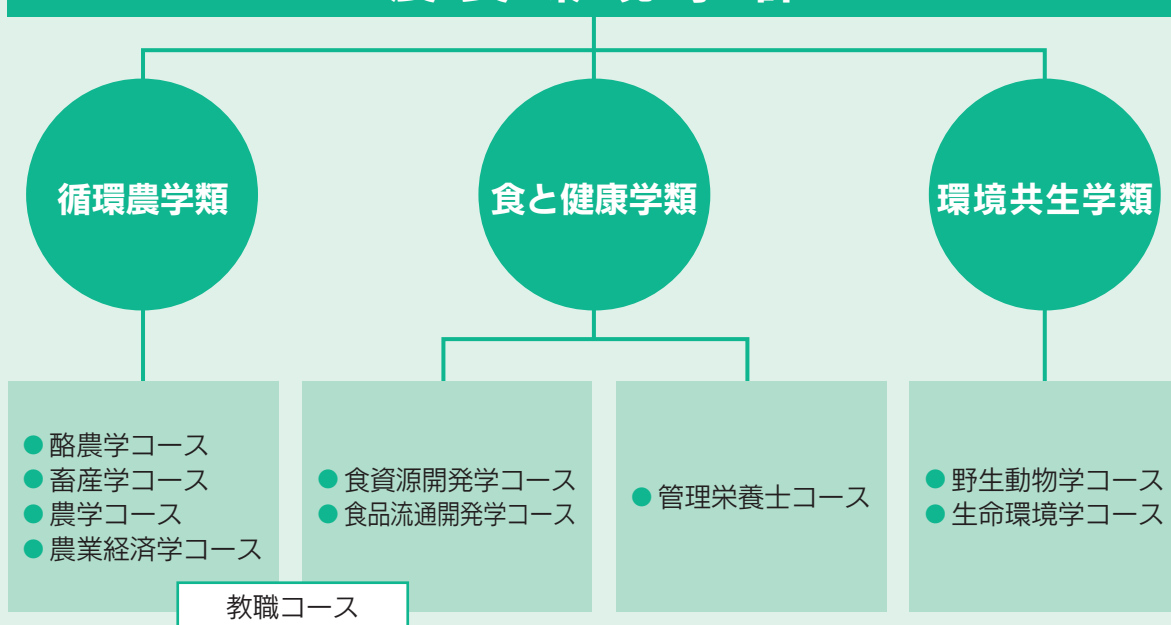 循環農学類
食と健康学類
環境共生学類
● 酪農学コース
● 畜産学コース
● 農学コース
● 農業経済学コース
● 食資源開発学コース
● 食品流通開発学コース
● 管理栄養士コース
● 野生動物学コース
● 生命環境学コース
教職コース